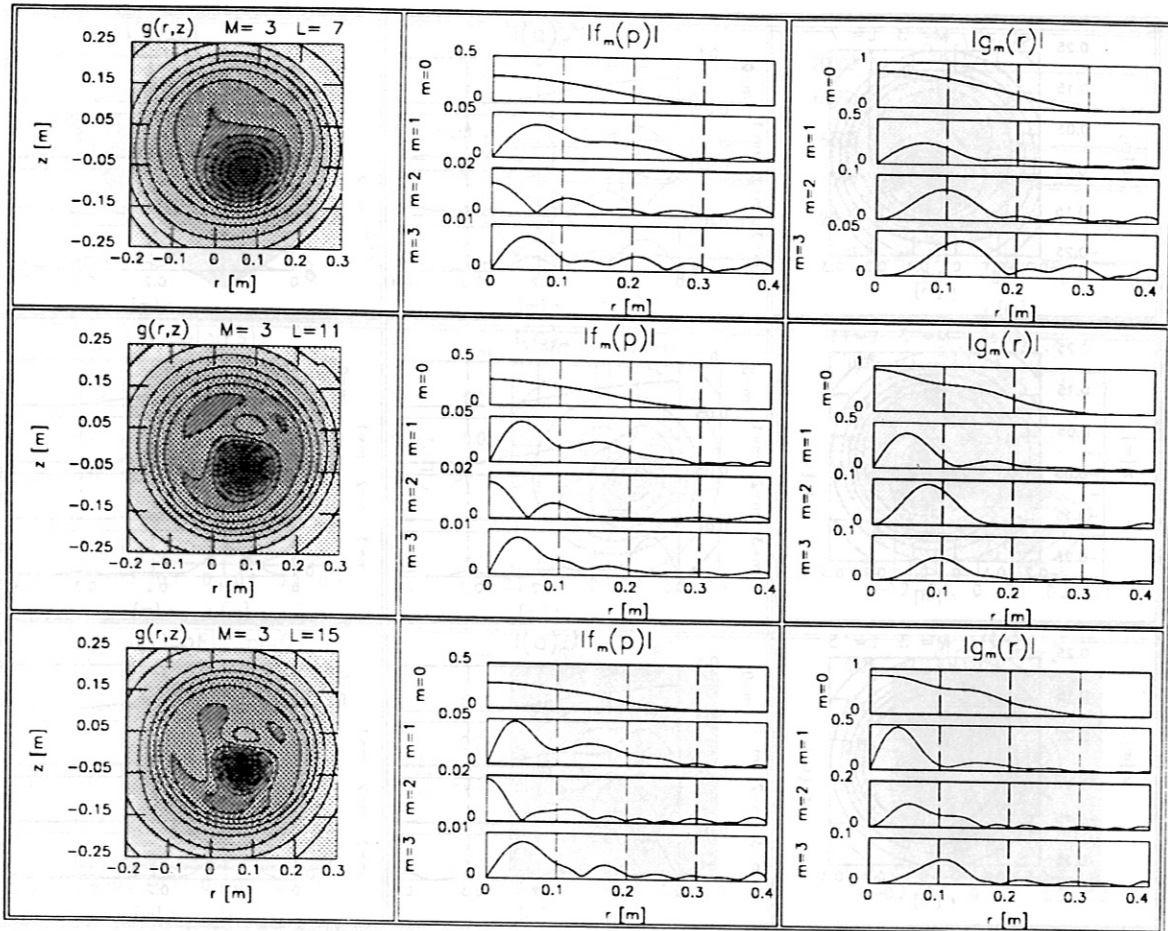 g(r,z) M= 3 L= 7
0.25
0.15
0.05
-0.05
-0.15
-0.25
z [m]
-0.2 -0.1 0 0.1 0.2 0.3
r [m]
|f_m(p)|
0.5
m=0
0
0.05
m=1
0
0.02
m=2
0
0.01
m=3
0
0 0.1 0.2 0.3 0.4
r [m]
|g_m(r)|
1
m=0
0
0.5
m=1
0
0.1
m=2
0
0.05
m=3
0
0 0.1 0.2 0.3 0.4
r [m]
g(r,z) M= 3 L=11
0.25
0.15
0.05
-0.05
-0.15
-0.25
z [m]
-0.2 -0.1 0 0.1 0.2 0.3
r [m]
|f_m(p)|
0.5
m=0
0
0.05
m=1
0
0.02
m=2
0
0.01
m=3
0
0 0.1 0.2 0.3 0.4
r [m]
|g_m(r)|
1
m=0
0
0.5
m=1
0
0.1
m=2
0
0.1
m=3
0
0 0.1 0.2 0.3 0.4
r [m]
g(r,z) M= 3 L=15
0.25
0.15
0.05
-0.05
-0.15
-0.25
z [m]
-0.2 -0.1 0 0.1 0.2 0.3
r [m]
|f_m(p)|
0.5
m=0
0
0.05
m=1
0
0.02
m=2
0
0.01
m=3
0
0 0.1 0.2 0.3 0.4
r [m]
|g_m(r)|
1
m=0
0
0.5
m=1
0
0.2
m=2
0
0.1
m=3
0
0 0.1 0.2 0.3 0.4
r [m]